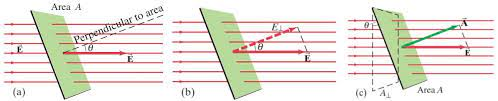 Area A
Perpendicular to area
θ
E⃗
E⃗
(a)
E⊥
θ
E⃗
(b)
θ
A⃗
E⃗
A⊥
Area A
(c)